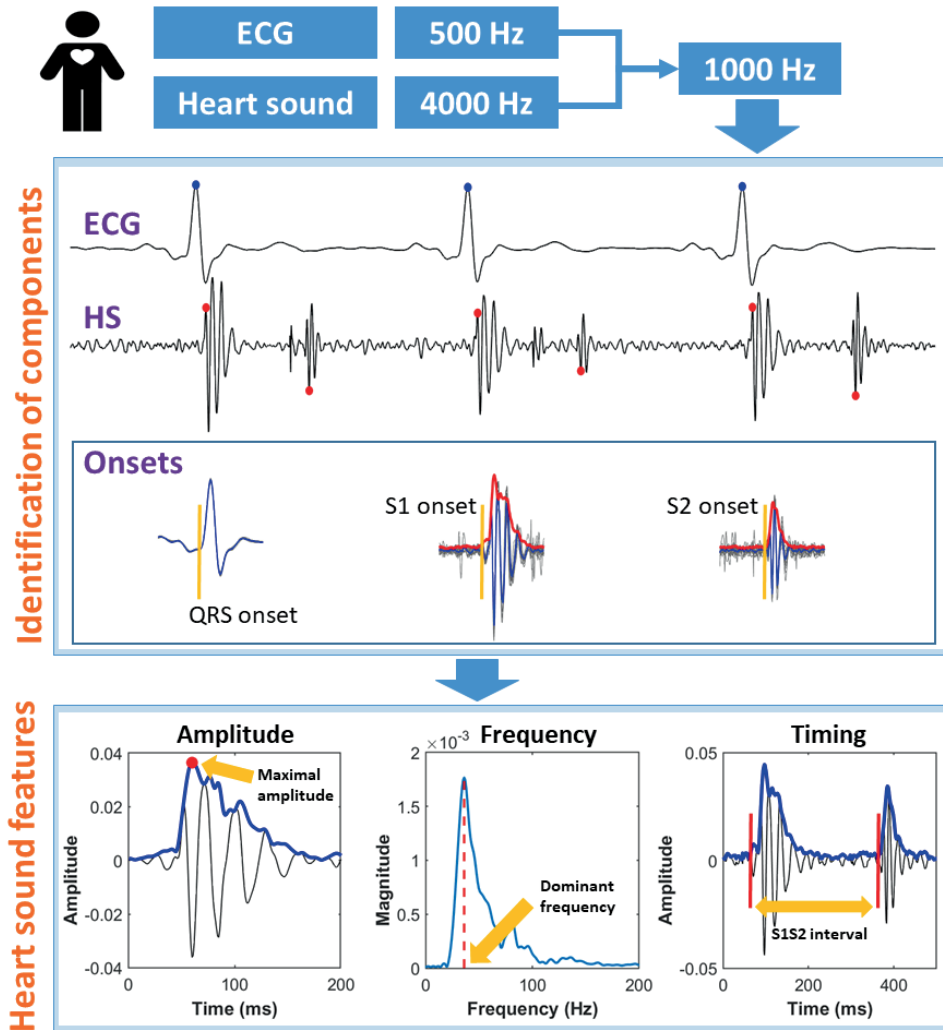 ECG
500 Hz
1000 Hz
Heart sound
4000 Hz
Identification of components
ECG
HS
Onsets
S1 onset
S2 onset
QRS onset
Heart sound features
Amplitude
0.04
0.02
0
-0.02
-0.04
Amplitude
Maximal
amplitude
0
100
200
Time (ms)
Frequency
×10-3
2
1.5
1
0.5
0
Magnitude
Dominant
frequency
0
100
200
Frequency (Hz)
Timing
0.05
0
-0.05
Amplitude
S1S2 interval
0
200
400
Time (ms)